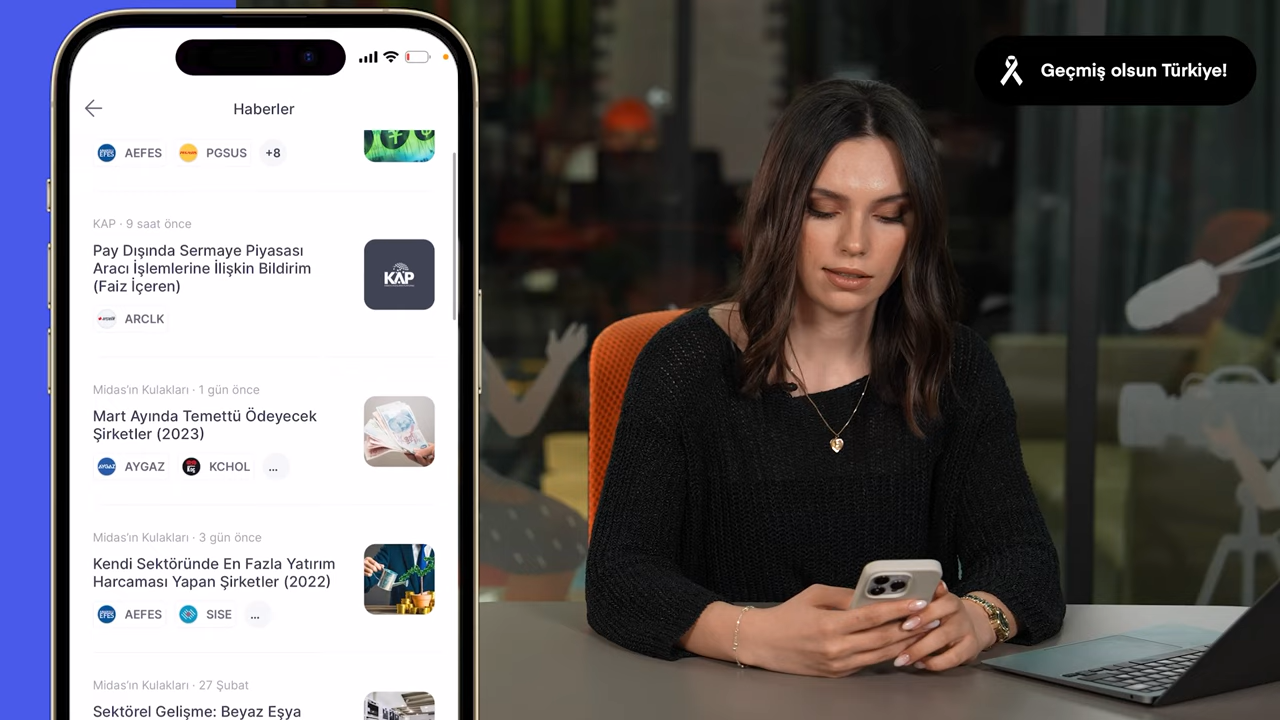 Haberler
AEFES PGSUS +8
KAP · 9 saat önce
Pay Dışında Sermaye Piyasası
Aracı İşlemlerine İlişkin Bildirim
(Faiz İçeren)
KAP
ARCLK
Midas'ın Kulakları · 1 gün önce
Mart Ayında Temettü Ödeyecek
Şirketler (2023)
AYGAZ AYGAZ KCHOL ...
Midas'ın Kulakları · 3 gün önce
Kendi Sektöründe En Fazla Yatırım
Harcaması Yapan Şirketler (2022)
AEFES SISE ...
Midas'ın Kulakları · 27 Şubat
Sektörel Gelişme: Beyaz Eşya
Geçmiş olsun Türkiye!